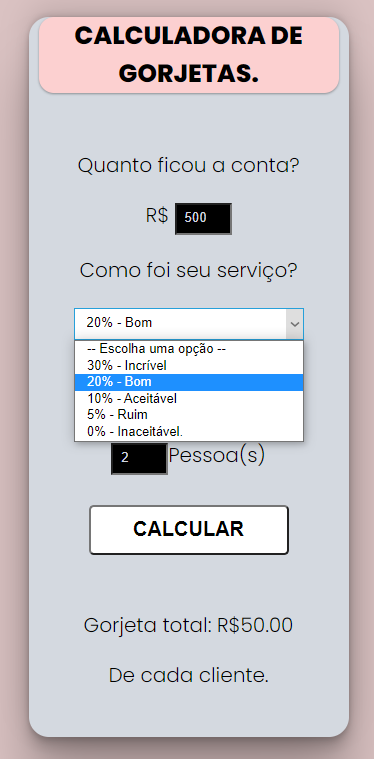 CALCULADORA DE
GORJETAS.
Quanto ficou a conta?
R$ 500
Como foi seu serviço?
20% - Bom
-- Escolha uma opção --
30% - Incrível
20% - Bom
10% - Aceitável
5% - Ruim
0% - Inaceitável.
2 Pessoa(s)
CALCULAR
Gorjeta total: R$50.00
De cada cliente.